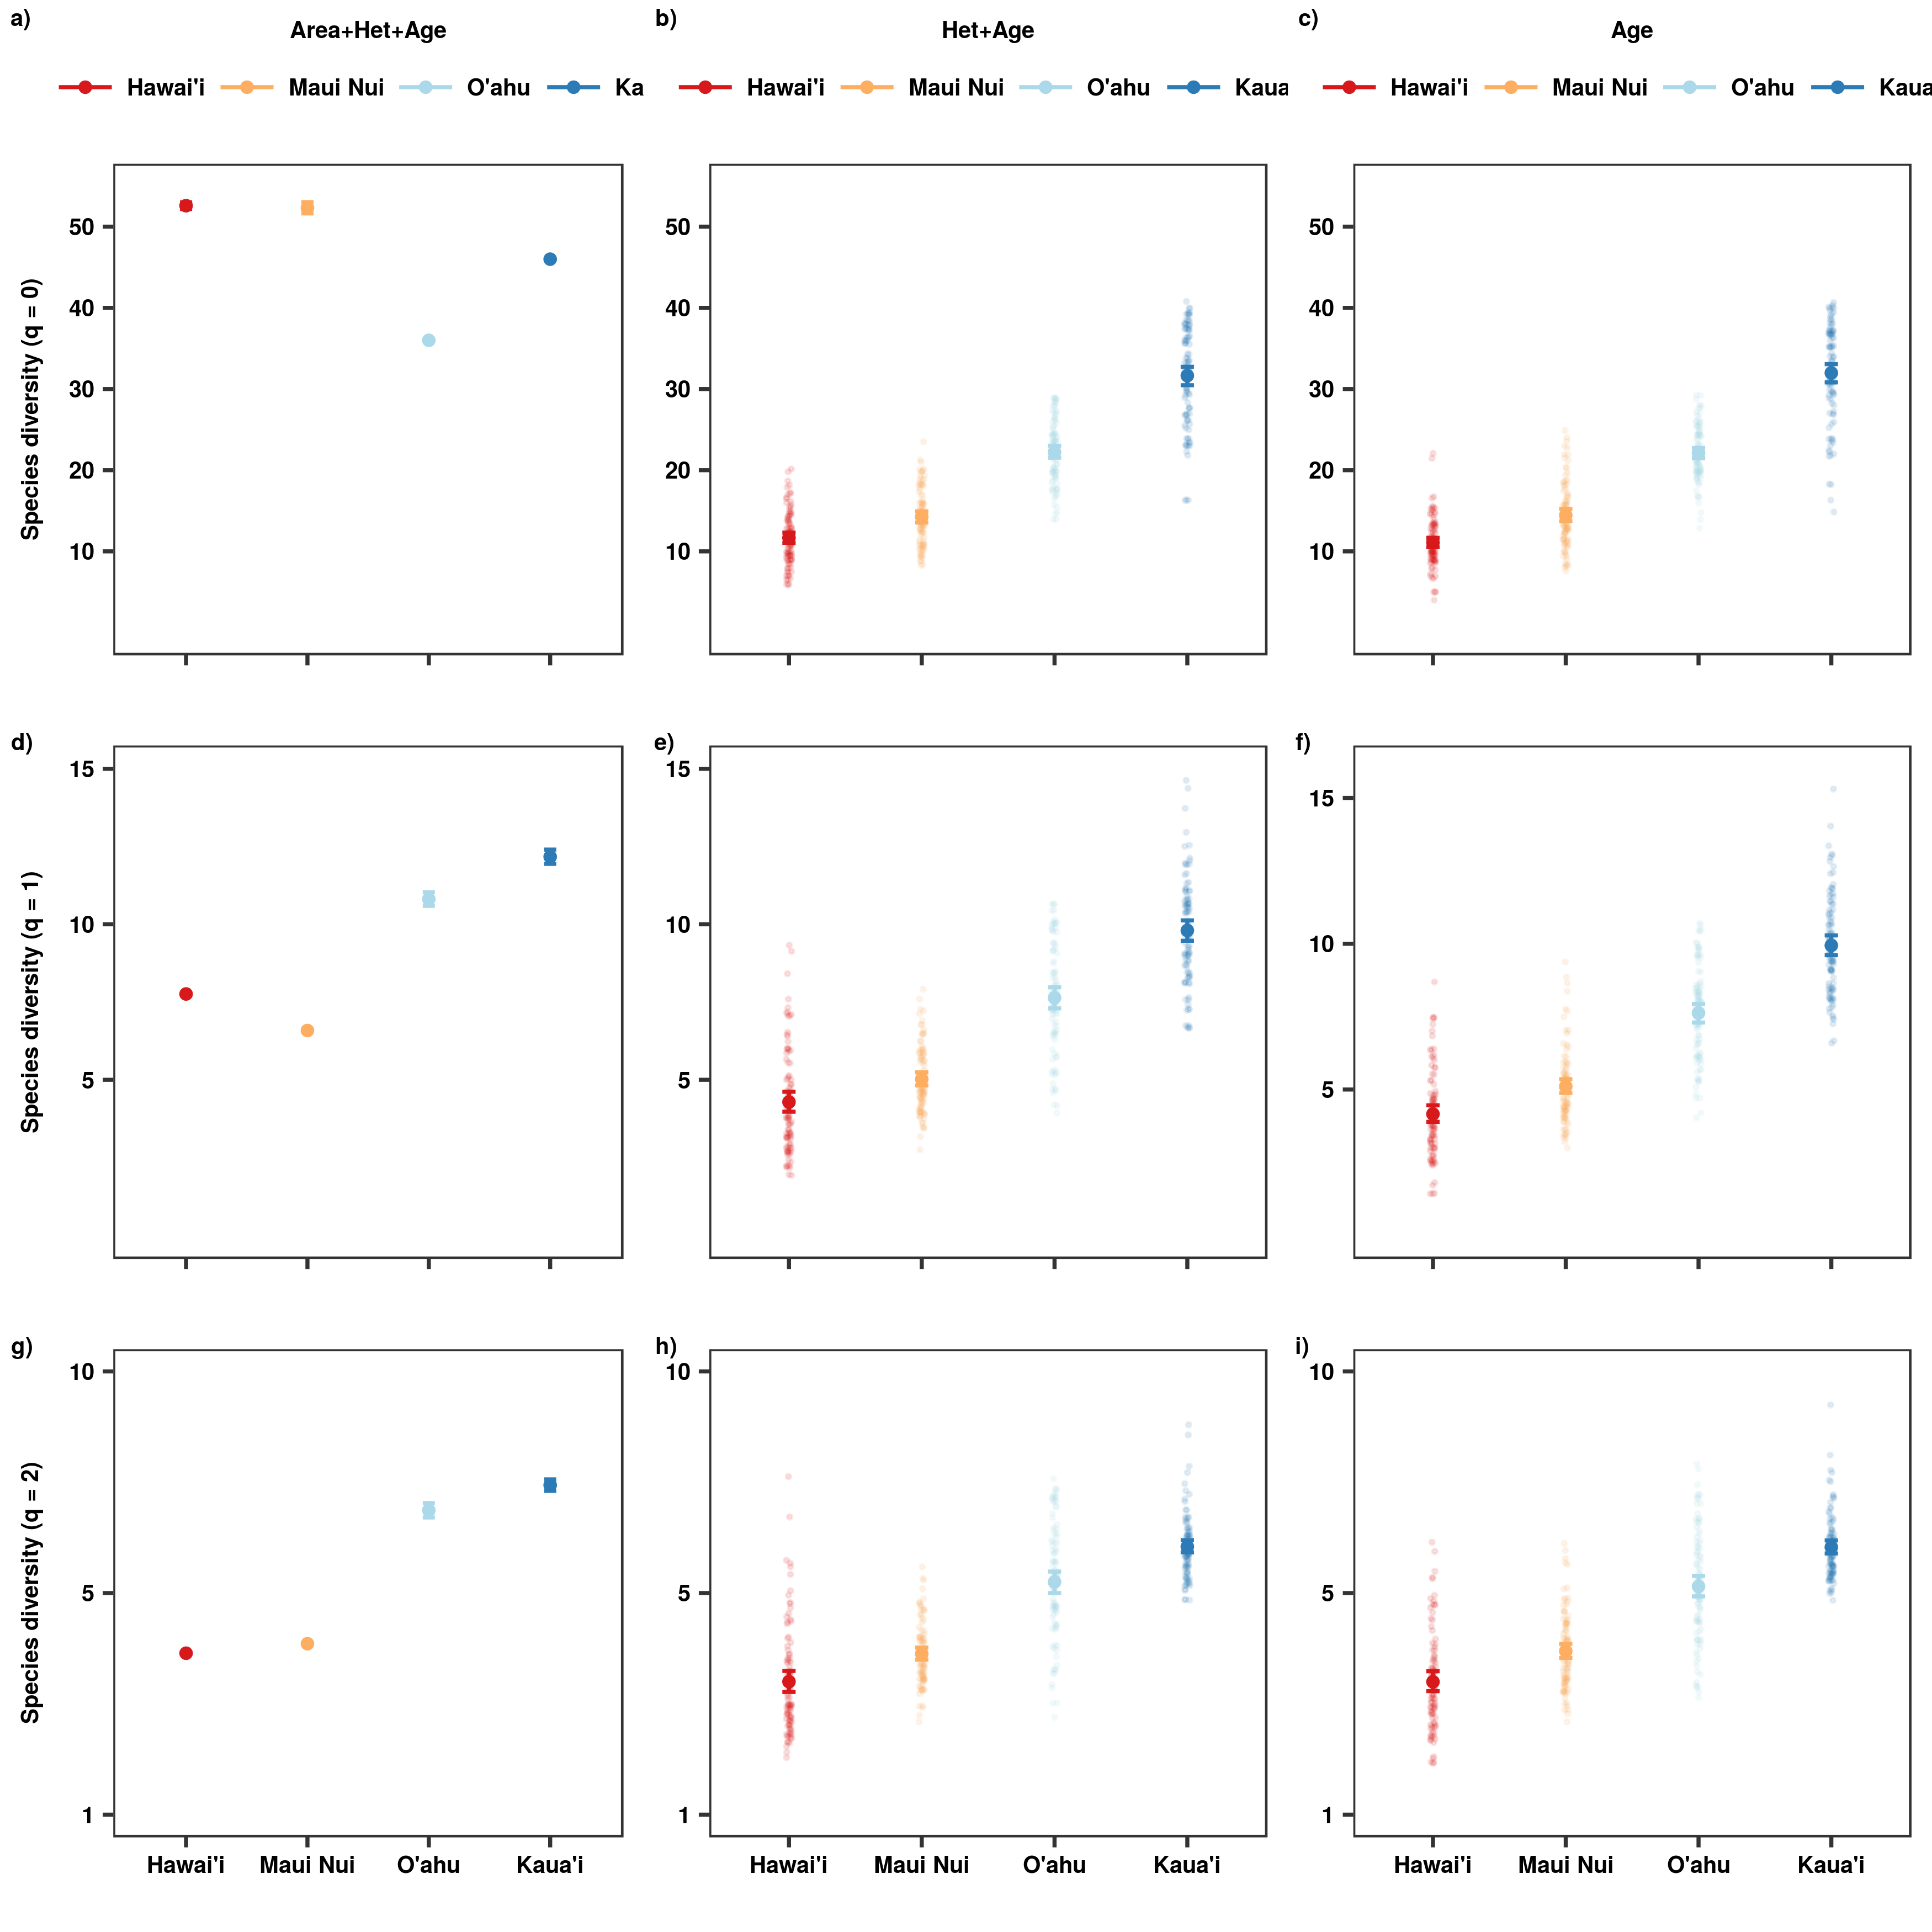 a) Area+Het+Age b) Het+Age c) Age
Hawai'i Maui Nui O'ahu Ka Hawai'i Maui Nui O'ahu Kaua Hawai'i Maui Nui O'ahu Kaua
Species diversity (q = 0)
50 50 50
40 40 40
30 30 30
20 20 20
10 10 10
d) e) f)
Species diversity (q = 1)
15 15 15
10 10 10
5 5 5
g) h) i)
Species diversity (q = 2)
10 10 10
5 5 5
1 1 1
Hawai'i Maui Nui O'ahu Kaua'i Hawai'i Maui Nui O'ahu Kaua'i Hawai'i Maui Nui O'ahu Kaua'i